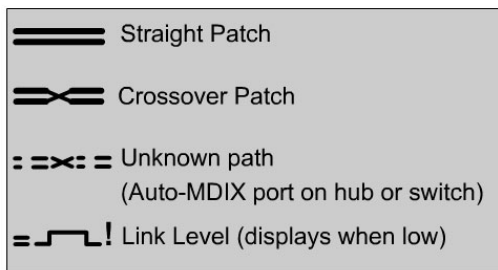 Straight Patch
Crossover Patch
Unknown path
(Auto-MDIX port on hub or switch)
! Link Level (displays when low)